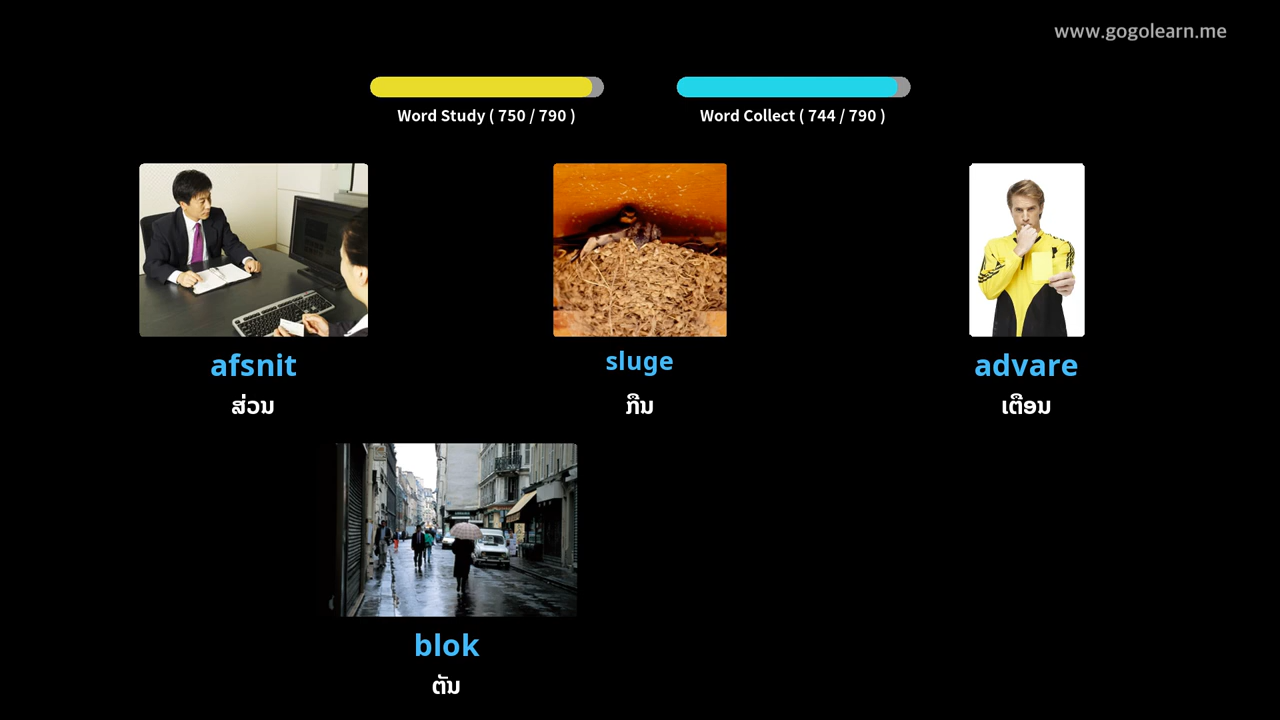 www.gogolearn.me
Word Study ( 750 / 790 )
Word Collect ( 744 / 790 )
afsnit
ສ່ວນ
sluge
ກືນ
advare
ເຕືອນ
blok
ຕັນ